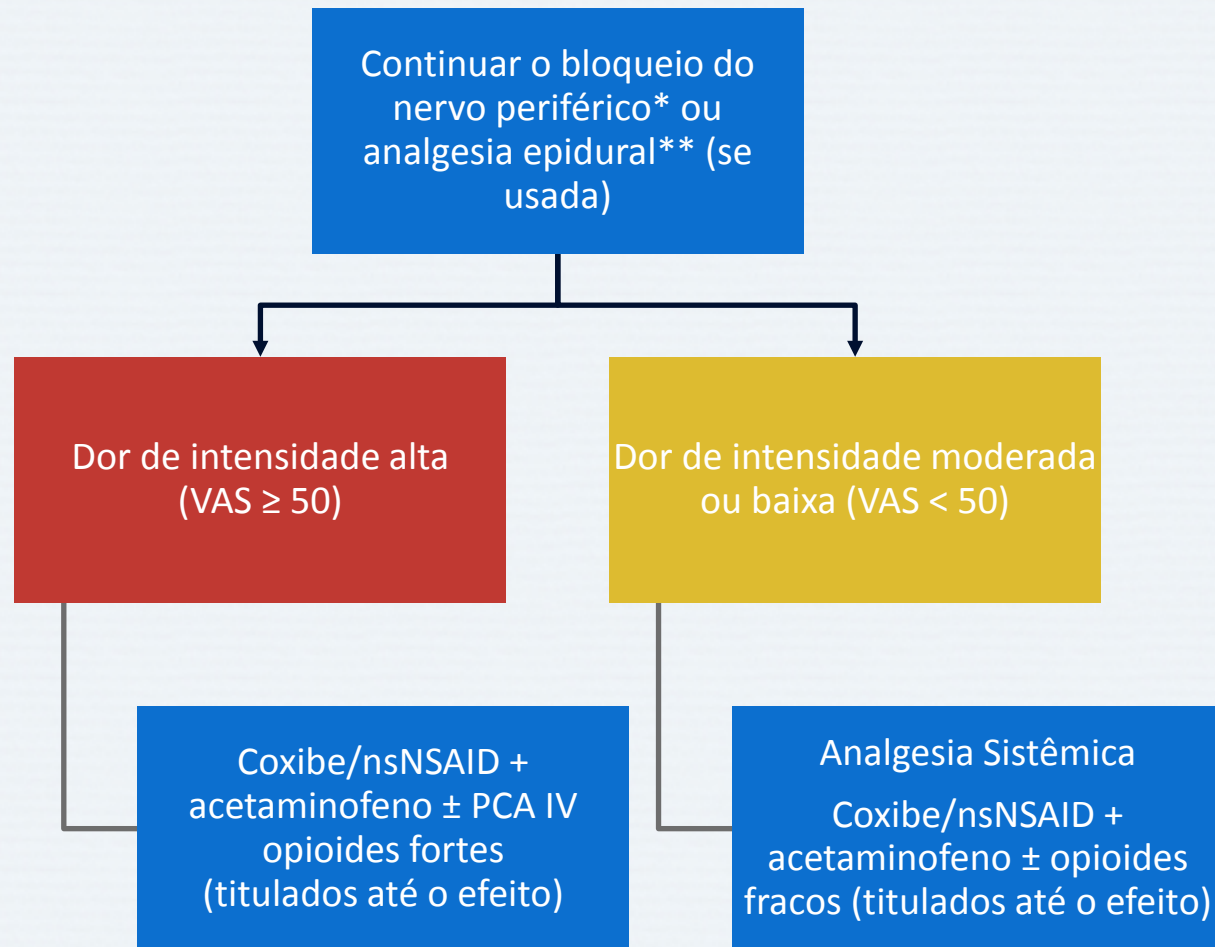 Continuar o bloqueio do
nervo periférico* ou
analgesia epidural** (se
usada)
Dor de intensidade alta
(VAS ≥ 50)
Dor de intensidade moderada
ou baixa (VAS < 50)
Coxibe/nsNSAID +
acetaminofeno ± PCA IV
opioides fortes
(titulados até o efeito)
Analgesia Sistêmica
Coxibe/nsNSAID +
acetaminofeno ± opioides
fracos (titulados até o efeito)